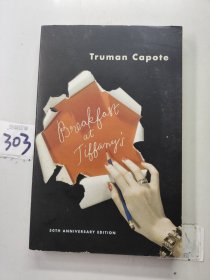 Truman Capote
Breakfast
at
Tiffany's
303
50TH ANNIVERSARY EDITION